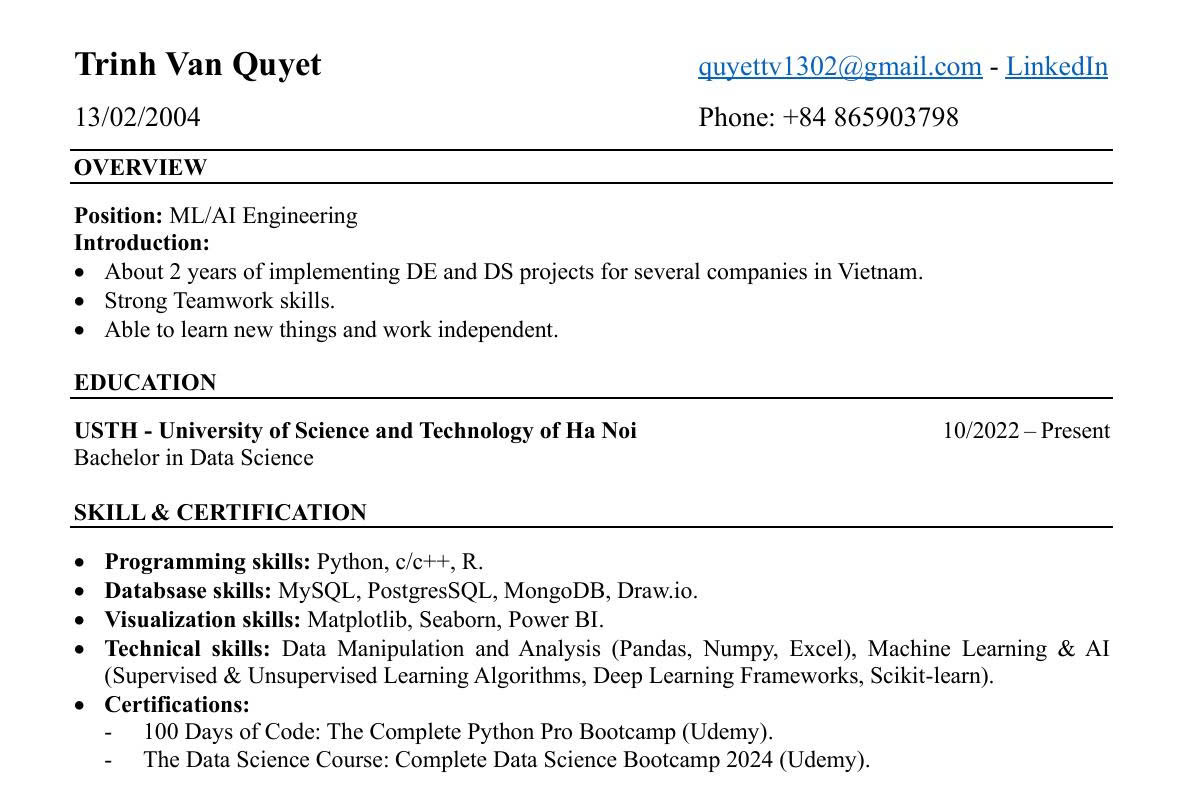 Trinh Van Quyet
quyettv1302@gmail.com - LinkedIn
13/02/2004
Phone: +84 865903798
OVERVIEW
Position: ML/AI Engineering
Introduction:
• About 2 years of implementing DE and DS projects for several companies in Vietnam.
• Strong Teamwork skills.
• Able to learn new things and work independent.
EDUCATION
USTH - University of Science and Technology of Ha Noi
10/2022 – Present
Bachelor in Data Science
SKILL & CERTIFICATION
• Programming skills: Python, c/c++, R.
• Databsase skills: MySQL, PostgresSQL, MongoDB, Draw.io.
• Visualization skills: Matplotlib, Seaborn, Power BI.
• Technical skills: Data Manipulation and Analysis (Pandas, Numpy, Excel), Machine Learning & AI
(Supervised & Unsupervised Learning Algorithms, Deep Learning Frameworks, Scikit-learn).
• Certifications:
- 100 Days of Code: The Complete Python Pro Bootcamp (Udemy).
- The Data Science Course: Complete Data Science Bootcamp 2024 (Udemy).